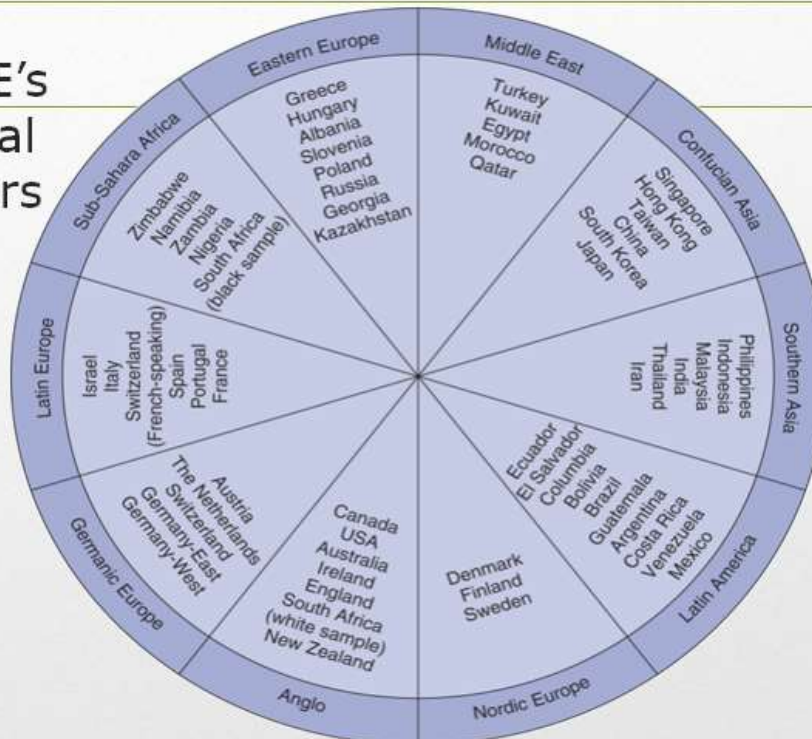 E's
al
rs
Eastern Europe
Greece
Hungary
Albania
Slovenia
Poland
Russia
Georgia
Kazakhstan
Middle East
Turkey
Kuwait
Egypt
Morocco
Qatar
Confucian Asia
Singapore
Hong Kong
Taiwan
China
South Korea
Japan
Southern Asia
Philippines
Indonesia
Malaysia
India
Thailand
Iran
Latin America
Ecuador
El Salvador
Columbia
Bolivia
Brazil
Guatemala
Argentina
Costa Rica
Venezuela
Mexico
Nordic Europe
Denmark
Finland
Sweden
Anglo
Canada
USA
Australia
Ireland
England
South Africa
(white sample)
New Zealand
Germanic Europe
Austria
The Netherlands
Switzerland
Germany-East
Germany-West
Latin Europe
Israel
Italy
Switzerland
(French-speaking)
Spain
Portugal
France
Sub-Sahara Africa
Zimbabwe
Namibia
Zambia
Nigeria
South Africa
(black sample)